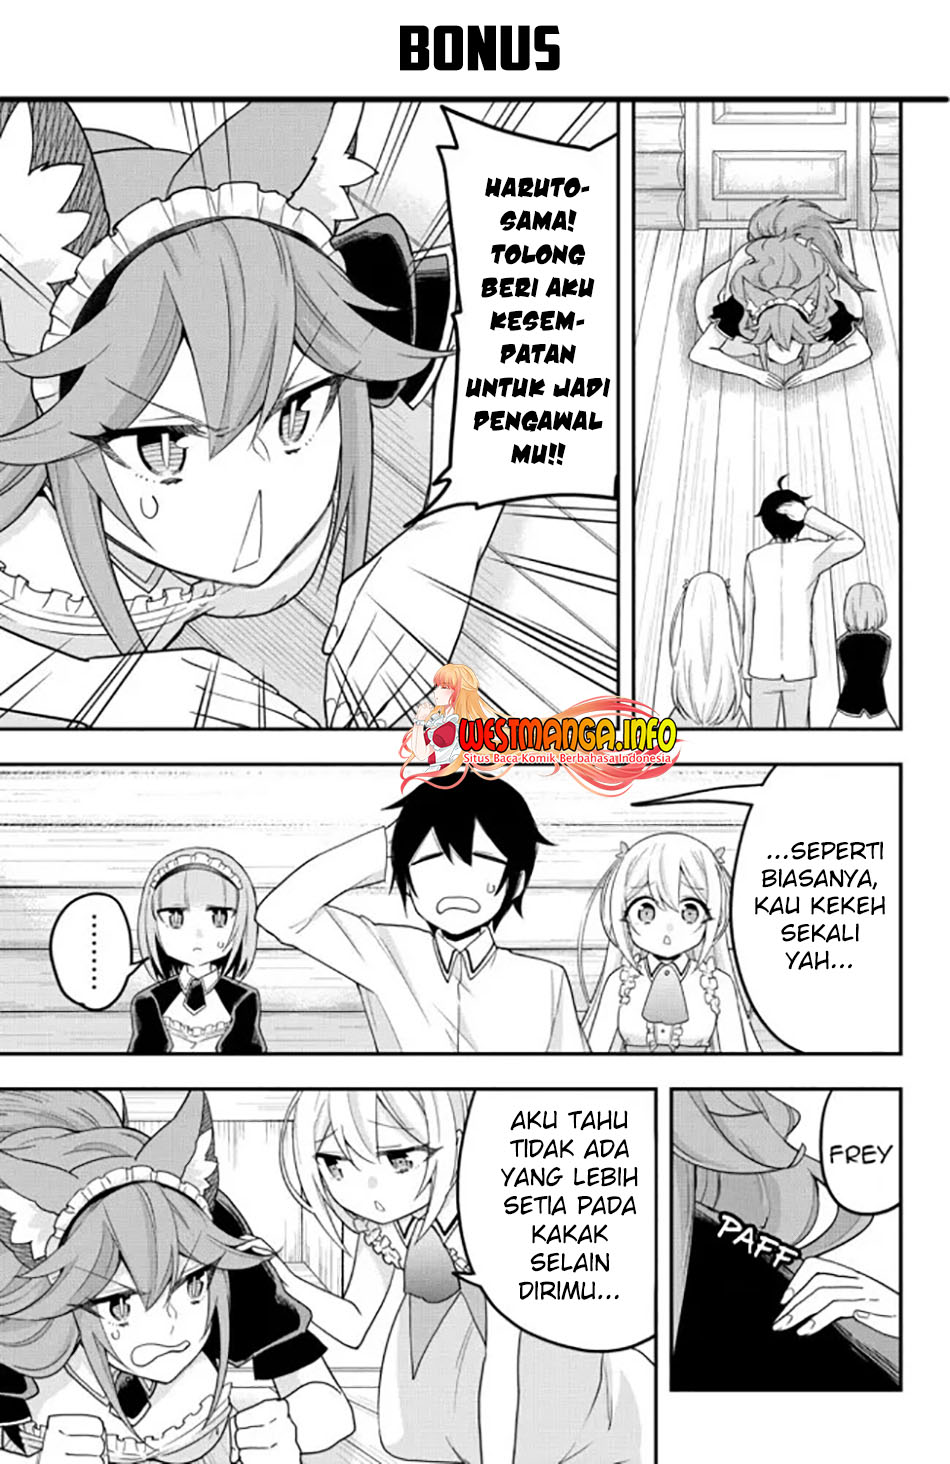 BONUS
HARUTO-
SAMA!
TOLONG
BERI AKU
KESEM-
PATAN
UNTUK JADI
PENGAWAL
MU!!
WESTMANGA.INFO
Situs Baca Komik Berbahasa Indonesia
...SEPERTI
BIASANYA,
KAU KEKEH
SEKALI
YAH...
........
FREY
PAFF
AKU TAHU
TIDAK ADA
YANG LEBIH
SETIA PADA
KAKAK
SELAIN
DIRIMU...